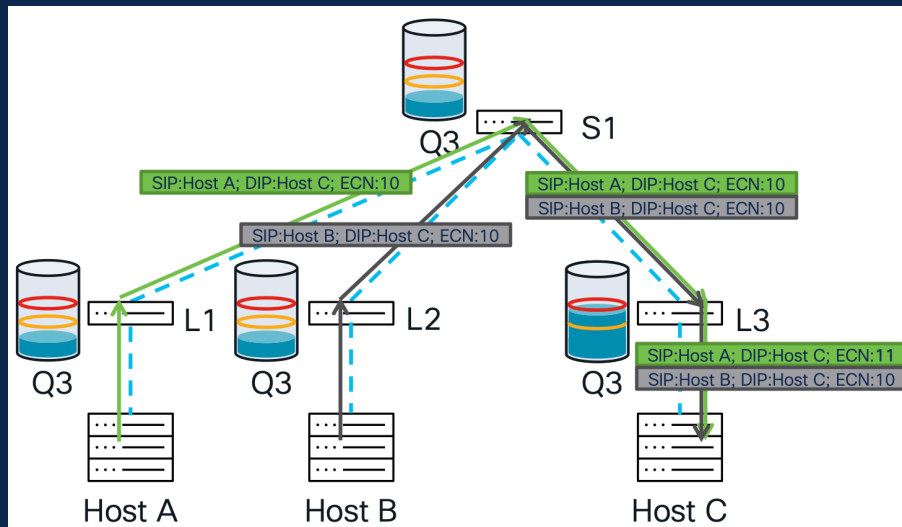 Q3
S1
SIP:Host A; DIP:Host C; ECN:10
SIP:Host A; DIP:Host C; ECN:10
SIP:Host B; DIP:Host C; ECN:10
SIP:Host B; DIP:Host C; ECN:10
L1
L2
L3
SIP:Host A; DIP:Host C; ECN:11
SIP:Host B; DIP:Host C; ECN:10
Q3
Q3
Q3
Host A
Host B
Host C